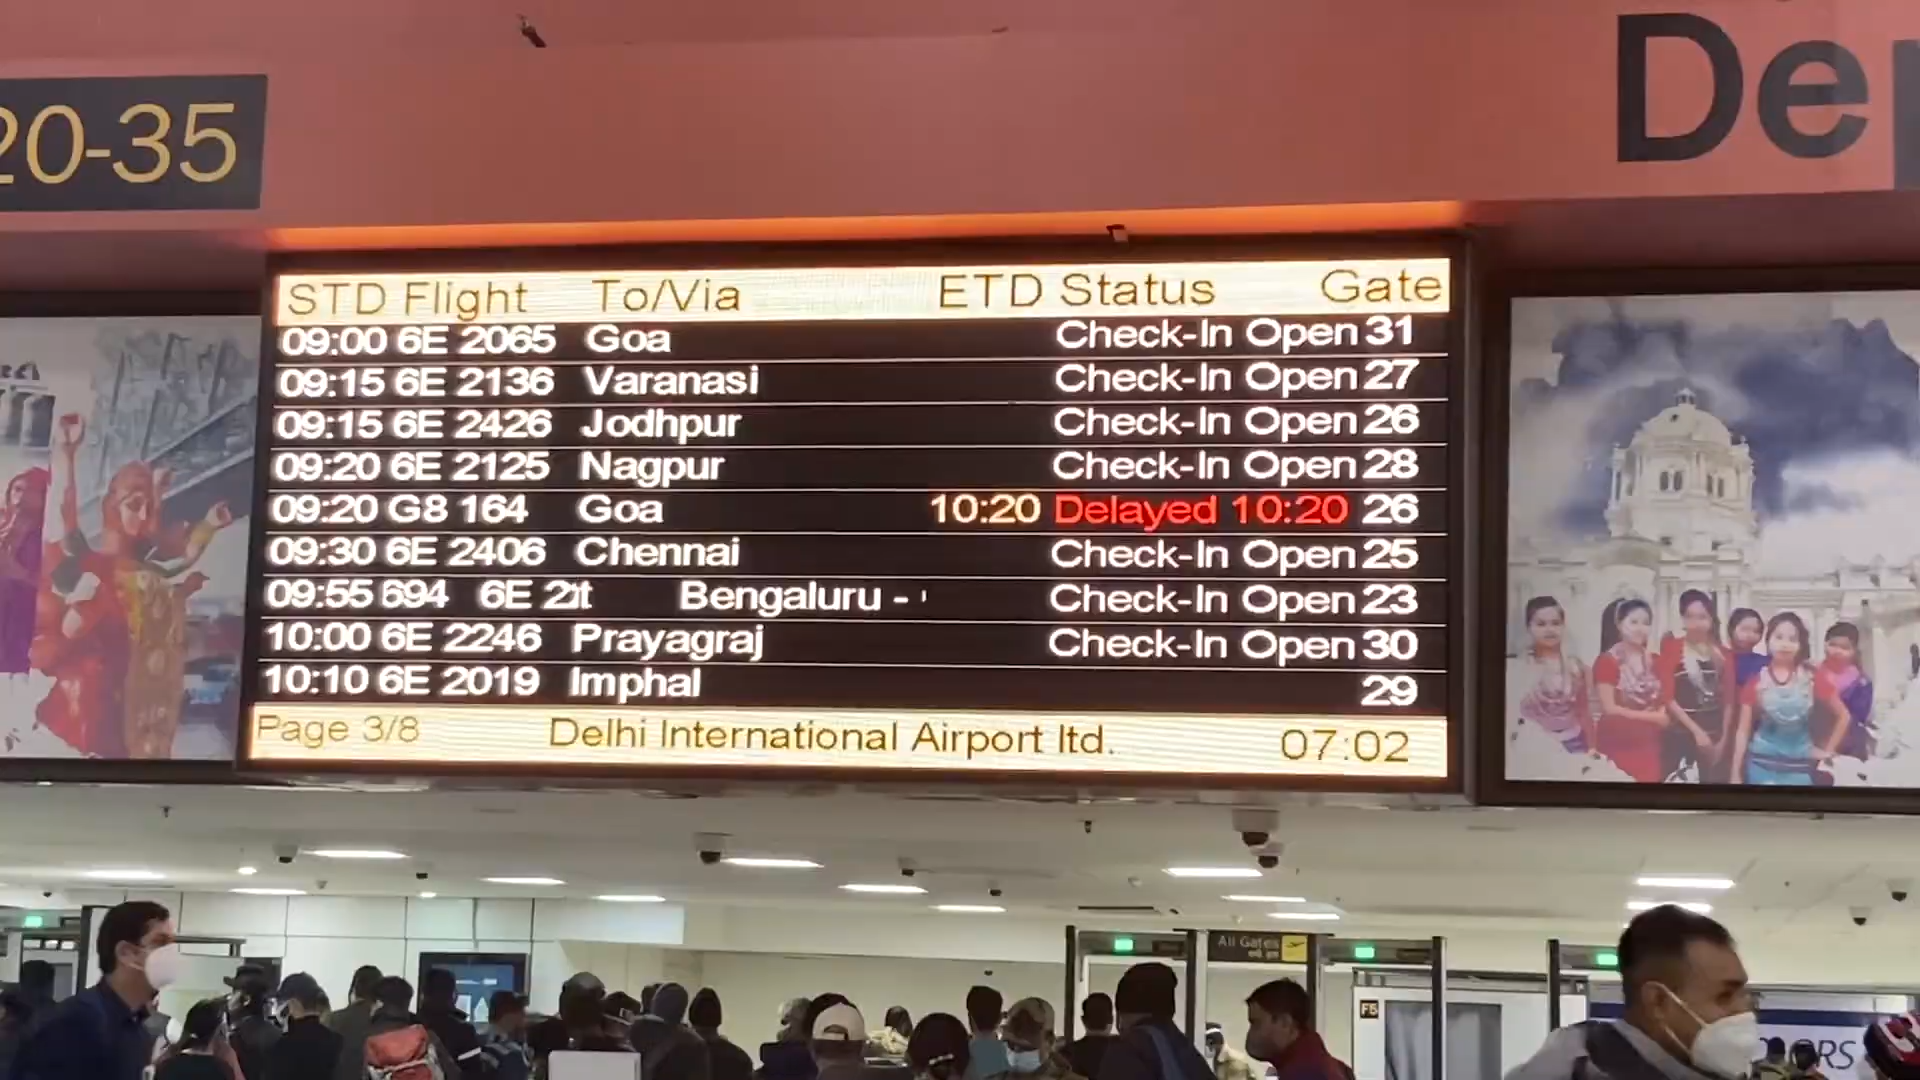 20-35
STD Flight To/Via ETD Status Gate
09:00 6E 2065 Goa Check-In Open 31
09:15 6E 2136 Varanasi Check-In Open 27
09:15 6E 2426 Jodhpur Check-In Open 26
09:20 6E 2125 Nagpur Check-In Open 28
09:20 G8 164 Goa 10:20 Delayed 10:20 26
09:30 6E 2406 Chennai Check-In Open 25
09:55 694 6E Bengaluru - Check-In Open 23
10:00 6E 2246 Prayagraj Check-In Open 30
10:10 6E 2019 Imphal 29
Page 3/8 Delhi International Airport ltd. 07:02
All Gates